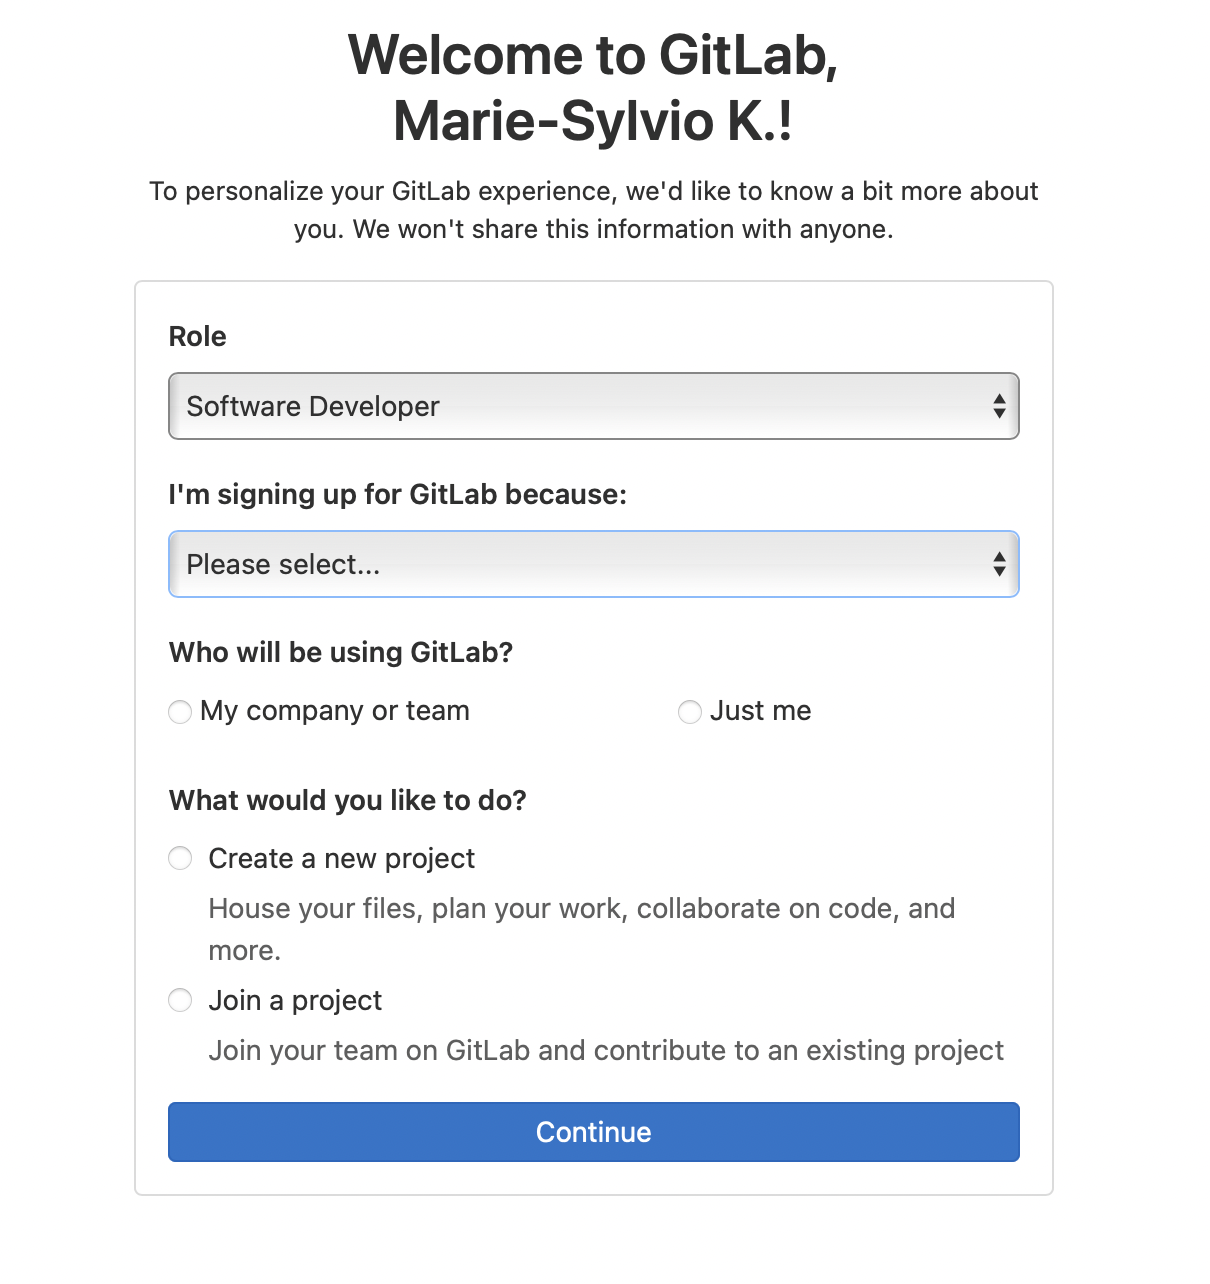 Welcome to GitLab,
Marie-Sylvio K.!
To personalize your GitLab experience, we'd like to know a bit more about
you. We won't share this information with anyone.
Role
Software Developer
I'm signing up for GitLab because:
Please select...
Who will be using GitLab?
My company or team
Just me
What would you like to do?
Create a new project
House your files, plan your work, collaborate on code, and
more.
Join a project
Join your team on GitLab and contribute to an existing project
Continue